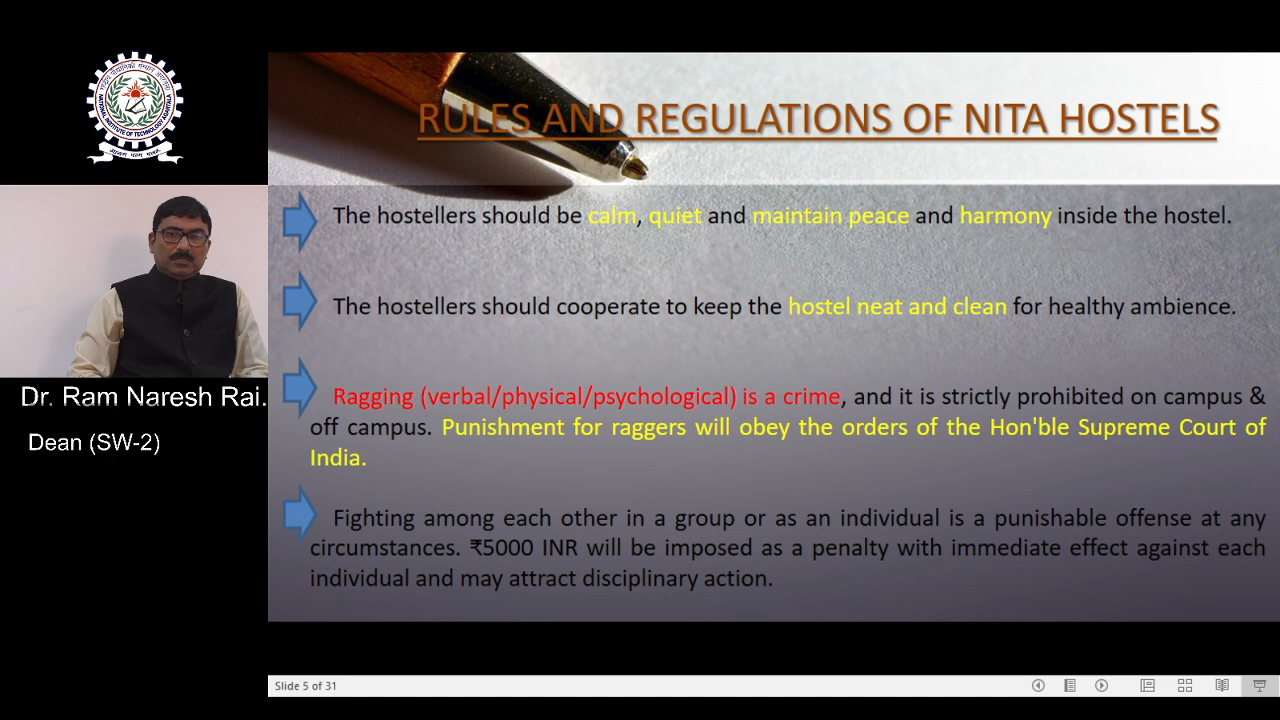 NATIONAL INSTITUTE OF TECHNOLOGY AGARTALA
Dr. Ram Naresh Rai.
Dean (SW-2)
RULES AND REGULATIONS OF NITA HOSTELS
The hostellers should be calm, quiet and maintain peace and harmony inside the hostel.
The hostellers should cooperate to keep the hostel neat and clean for healthy ambience.
Ragging (verbal/physical/psychological) is a crime, and it is strictly prohibited on campus &
off campus. Punishment for raggers will obey the orders of the Hon'ble Supreme Court of
India.
Fighting among each other in a group or as an individual is a punishable offense at any
circumstances. ₹5000 INR will be imposed as a penalty with immediate effect against each
individual and may attract disciplinary action.
Slide 5 of 31